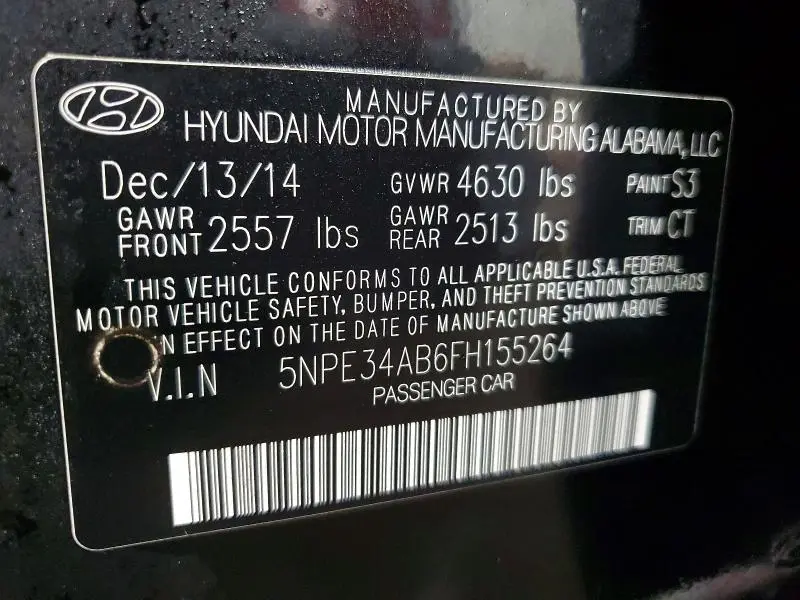 MANUFACTURED BY
HYUNDAI MOTOR MANUFACTURING ALABAMA, LLC
Dec/13/14 GVWR 4630 lbs PAINT S3
GAWR FRONT 2557 lbs GAWR REAR 2513 lbs TRIM CT
THIS VEHICLE CONFORMS TO ALL APPLICABLE U.S.A. FEDERAL
MOTOR VEHICLE SAFETY, BUMPER, AND THEFT PREVENTION STANDARDS
IN EFFECT ON THE DATE OF MANUFACTURE SHOWN ABOVE
V.I.N 5NPE34AB6FH155264
PASSENGER CAR